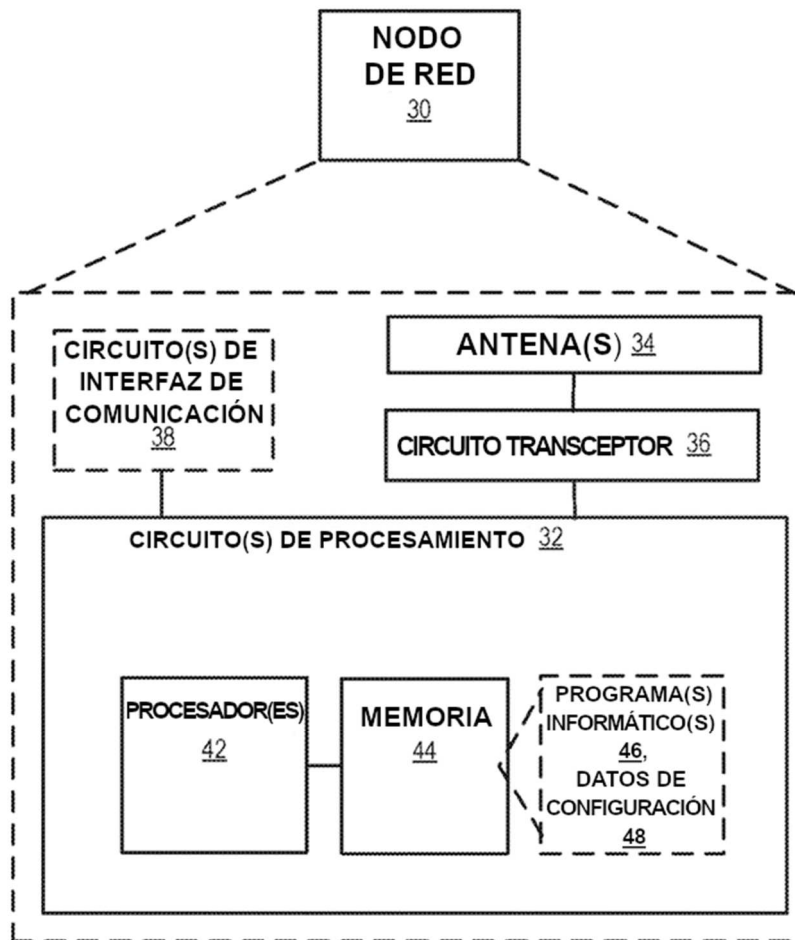 NODO
DE RED
30
CIRCUITO(S) DE
INTERFAZ DE
COMUNICACIÓN
38
ANTENA(S) 34
CIRCUITO TRANSCEPTOR 36
CIRCUITO(S) DE PROCESAMIENTO 32
PROCESADOR(ES)
42
MEMORIA
44
PROGRAMA(S)
INFORMÁTICO(S)
46,
DATOS DE
CONFIGURACIÓN
48